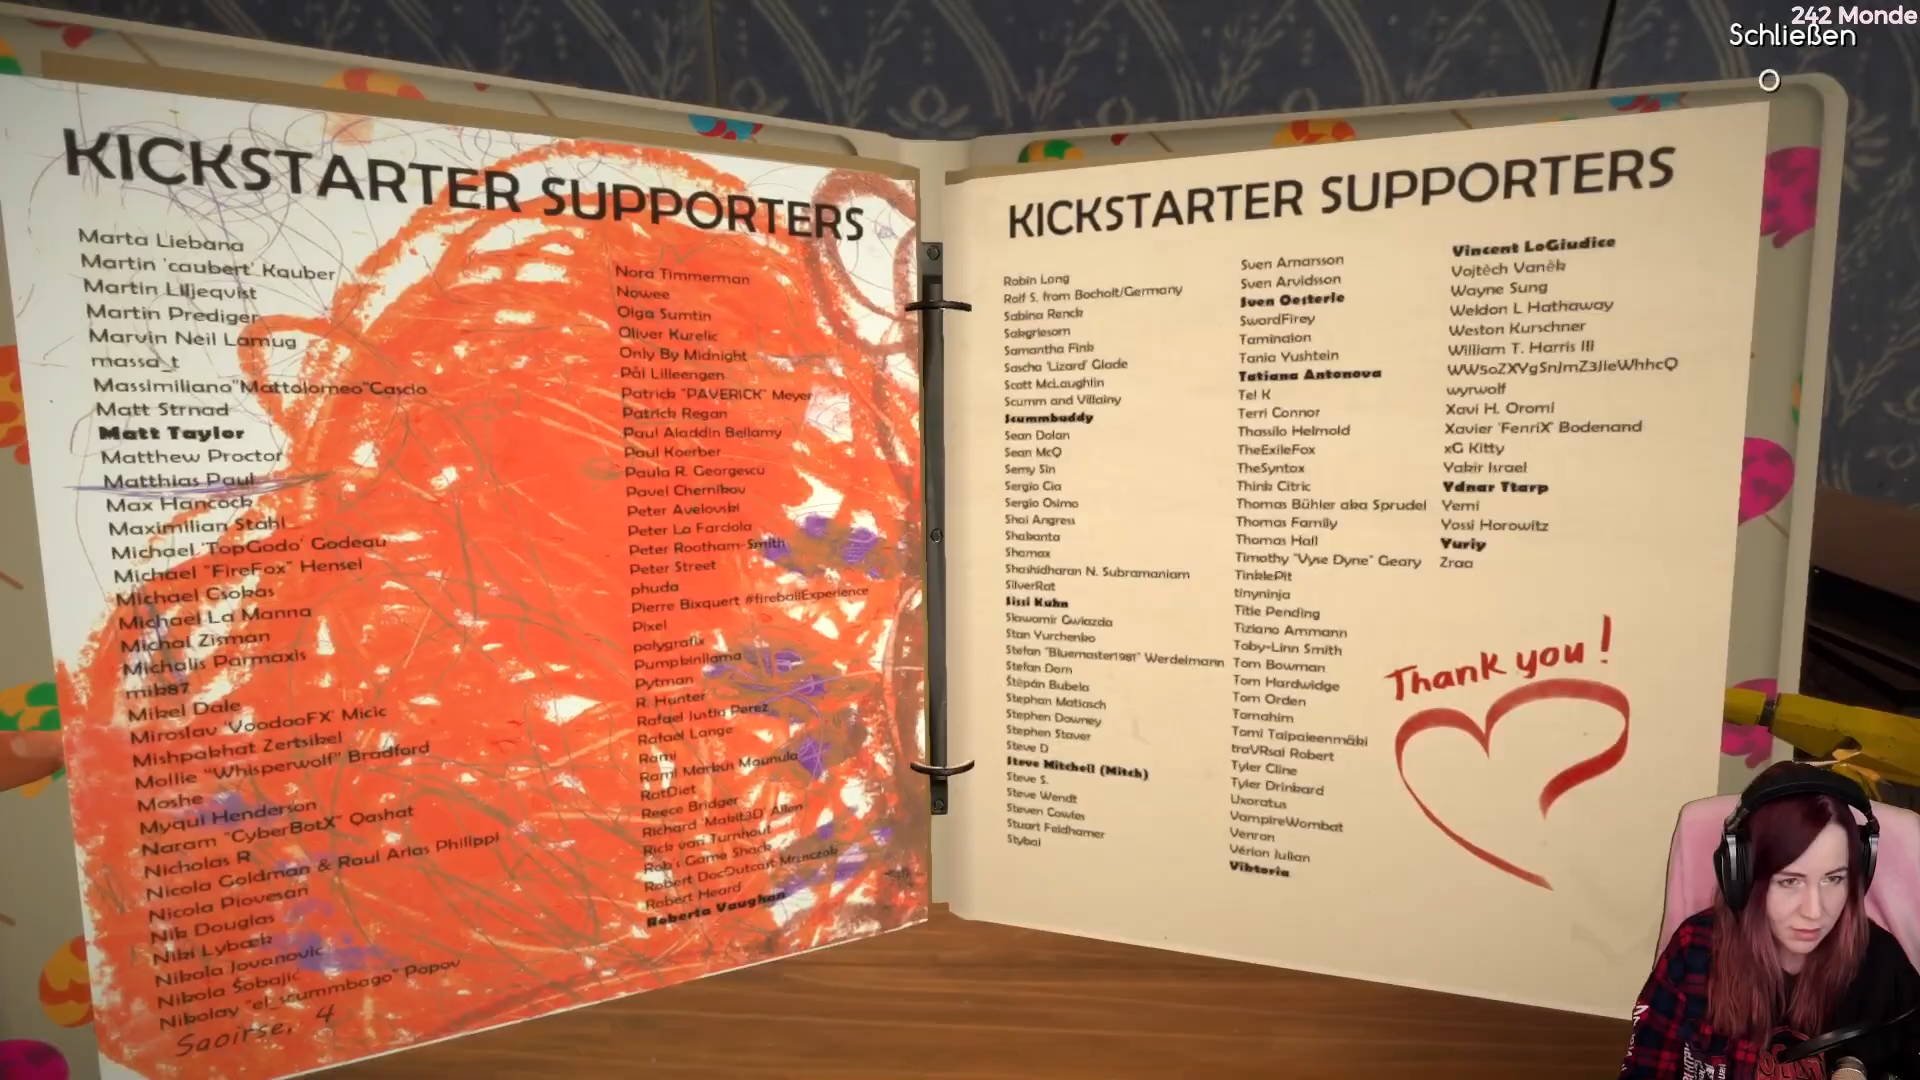 242 Monde
Schließen
KICKSTARTER SUPPORTERS
Marta Liebana
Martin 'caubert' Kauber
Martin Liljeqvist
Martin Prediger
Marvin Neil Lamug
massa_t
Massimiliano"Mattolomeo"Cascio
Matt Strnad
Matt Taylor
Matthew Proctor
Matthias Paul
Max Hancock
Maximilian Stahl
Michael 'TopGodo' Godeau
Michael "FireFox" Hensel
Michael Csokas
Michael La Manna
Michal Zisman
Michalis Parmaxis
mik87
Mikel Dale
Miroslav 'VoodooFX' Micic
Mishpakhat Zertsikel
Mollie "Whisperwolf" Bradford
Moshe
Myqui Henderson
Naram "CyberBotX" Qashat
Nicholas R
Nicola Goldman & Raul Arias Philippi
Nicola Piovesan
Nik Douglas
Niki Lybæk
Nikola Jovanovic
Nikola Šobajić
Nikolay "el_scummbago" Popov
Saoirse, 4
Nora Timmerman
Nowee
Olga Sumtin
Oliver Kurelic
Only By Midnight
Pål Lilleengen
Patrick "PAVERICK" Meyer
Patrick Regan
Paul Aladdin Bellamy
Paul Koerber
Paula R. Georgescu
Pavel Chernikov
Peter Avelovski
Peter La Fardola
Peter Rootham-Smith
Peter Street
phuda
Pierre Bixquert #fireballExperience
Pixel
polygrafix
Pumpkinllama
Pytman
R. Hunter
Rafael Justin Perez
Rafael Lange
Rami
Rami Markus Maunula
RatDiet
Reece Bridger
Richard 'Makit3D' Allen
Rick van Turnhout
Rob's Game Shack
Robert DocOutcast Mrenczok
Robert Heard
Roberta Vaughan
KICKSTARTER SUPPORTERS
Robin Long
Rolf S. from Bocholt/Germany
Sabina Renck
Sakgriesom
Samantha Fink
Sascha 'Lizard' Glade
Scott McLaughlin
Scumm and Villainy
Scummbuddy
Sean Dolan
Sean McQ
Semy Sin
Sergio Cia
Sergio Osimo
Shai Angress
Shakanta
Shamax
Shashidharan N. Subramaniam
SilverRat
Sissi Kuhn
Slawomir Gwiazda
Stan Yurchenko
Stefan "Bluemaster1981" Werdelmann
Stefan Dorn
Štěpán Bubela
Stephan Matiasch
Stephen Downey
Stephen Staver
Steve D
Steve Mitchell (Mitch)
Steve S.
Steve Wendt
Steven Cowles
Stuart Feldhamer
Stybal
Sven Arnarsson
Sven Arvidsson
Sven Oesterle
SwordFirey
Taminaion
Tania Yushtein
Tatiana Antonova
Tel K
Terri Connor
Thassilo Helmold
TheExileFox
TheSyntox
Think Citric
Thomas Bühler aka Sprudel
Thomas Family
Thomas Hall
Timothy "Vyse Dyne" Geary
TinklePit
tinyninja
Title Pending
Tiziano Ammann
Toby-Linn Smith
Tom Bowman
Tom Hardwidge
Tom Orden
Tomahim
Tomi Taipaleenmäki
traVRsal Robert
Tyler Cline
Tyler Drinkard
Uxoratus
VampireWombat
Venron
Vérian Julian
Viktoria
Vincent LoGiudice
Vojtěch Vaněk
Wayne Sung
Weldon L Hathaway
Weston Kurschner
William T. Harris III
WW5oZXYgSnJmZ3JleWhhcQ
wyrwolf
Xavi H. Oromi
Xavier 'FenriX' Bodenand
xG Kitty
Yakir Israel
Ydnar Ttarp
Yemi
Yossi Horowitz
Yuriy
Zraa
Thank you!